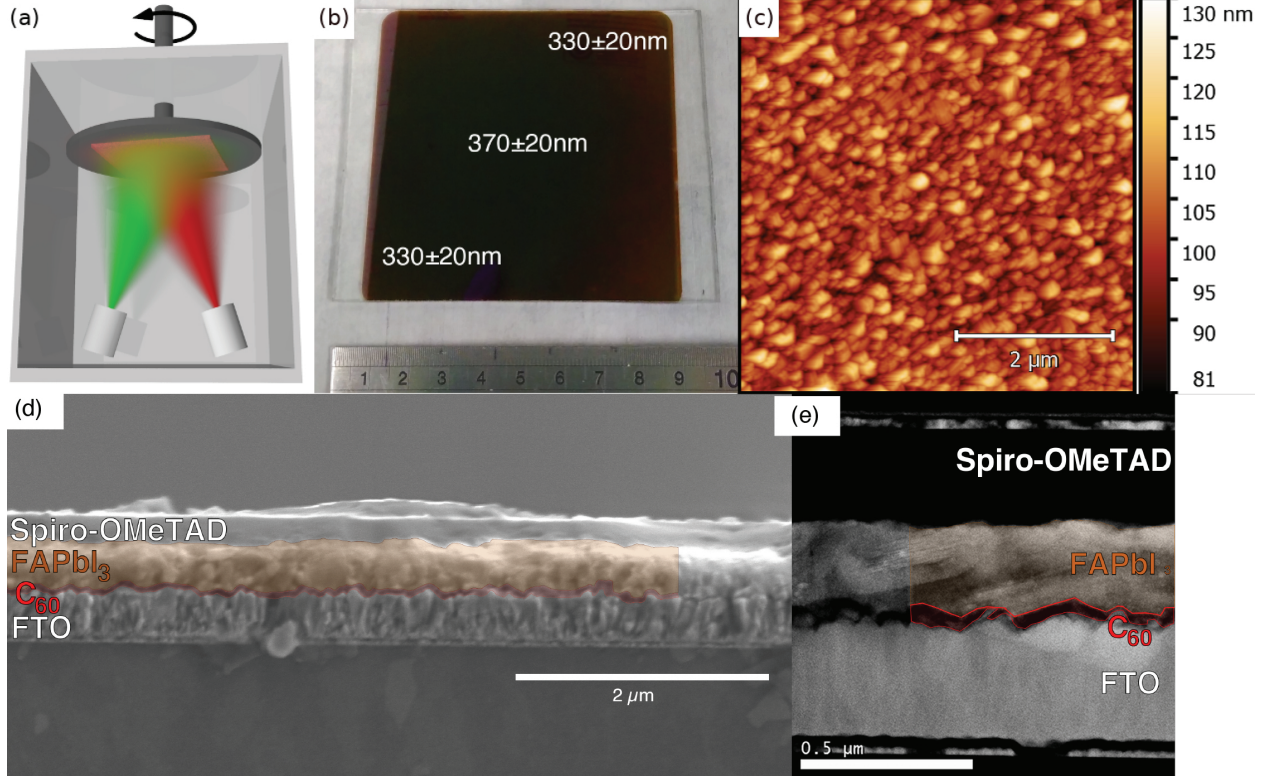 (a)
(b)
330±20nm
370±20nm
330±20nm
1 2 3 4 5 6 7 8 9 10
(c)
130 nm
125
120
115
110
105
100
95
90
81
2 µm
(d)
Spiro-OMeTAD
FAPbI3
C60
FTO
2 µm
(e)
Spiro-OMeTAD
FAPbI
C60
FTO
0.5 µm